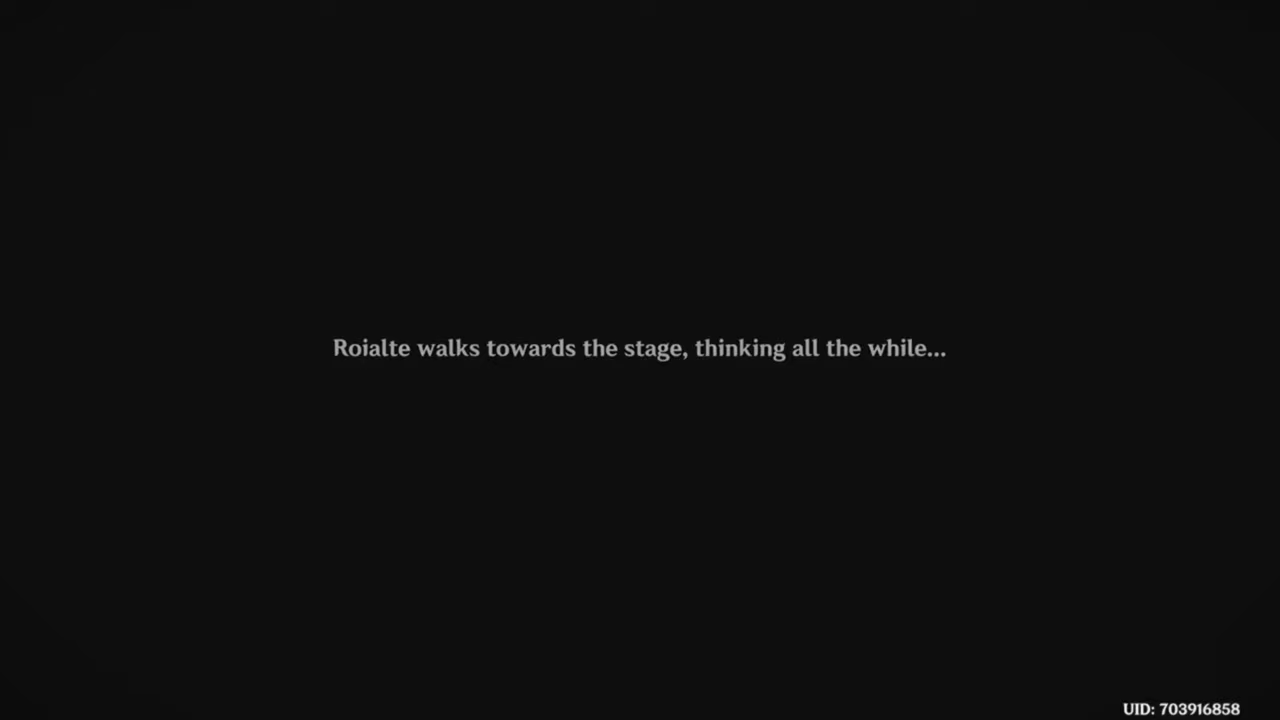 Roialte walks towards the stage, thinking all the while...
UID: 703916858